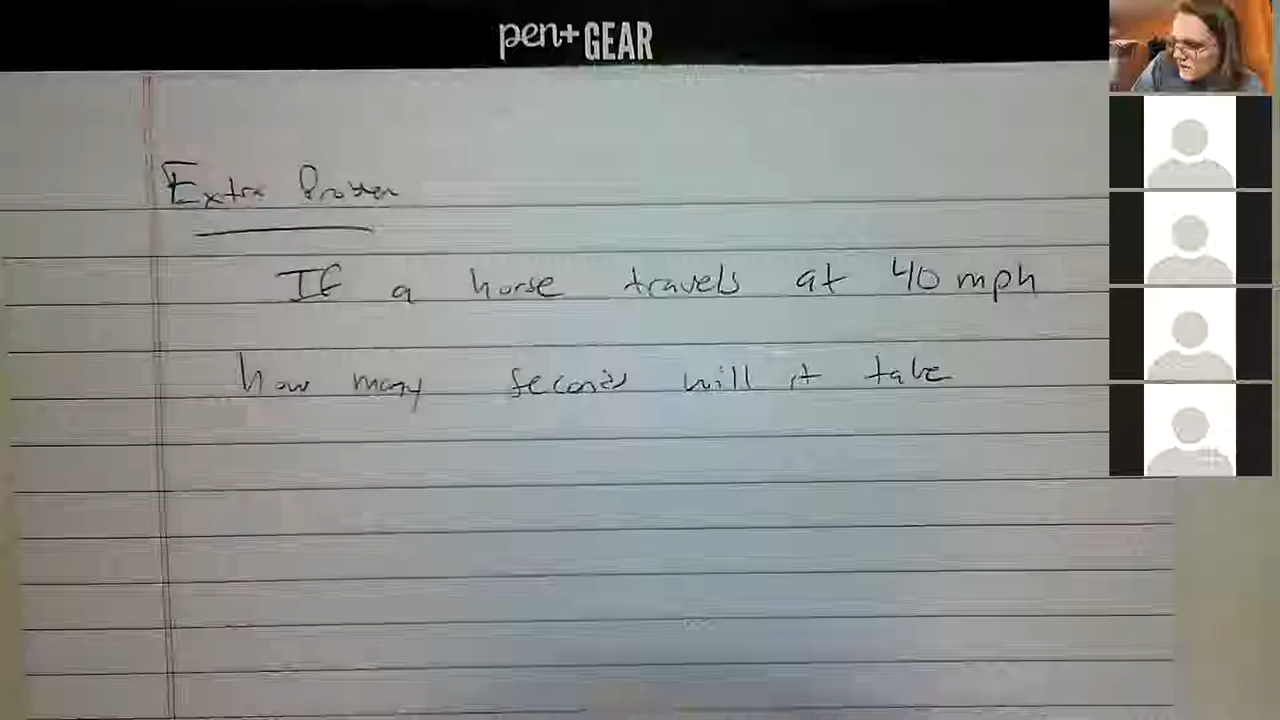 pen+GEAR
Extra Problem
If a horse travels at 40 mph
how many seconds will it take